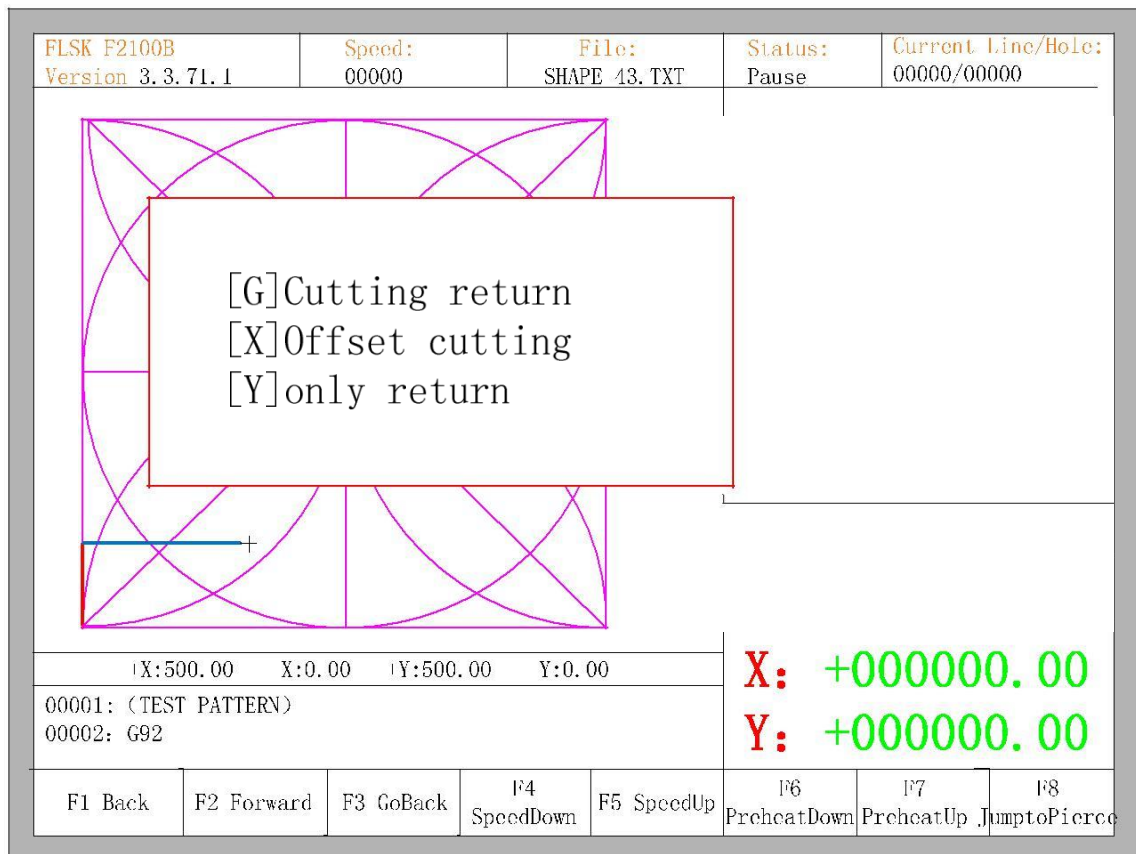 FLSK F2100B Speed: File: Status: Current Line/Hole:
Version 3.3.71.1 00000 SHAPE 43.TXT Pause 00000/00000
[G]Cutting return
[X]Offset cutting
[Y]only return
+X:500.00 X:0.00 +Y:500.00 Y:0.00
00001: (TEST PATTERN)
00002: G92
X: +000000.00
Y: +000000.00
F1 Back F2 Forward F3 GoBack F4 SpeedDown F5 SpeedUp F6 PreheatDown F7 PreheatUp F8 JumptoPierce